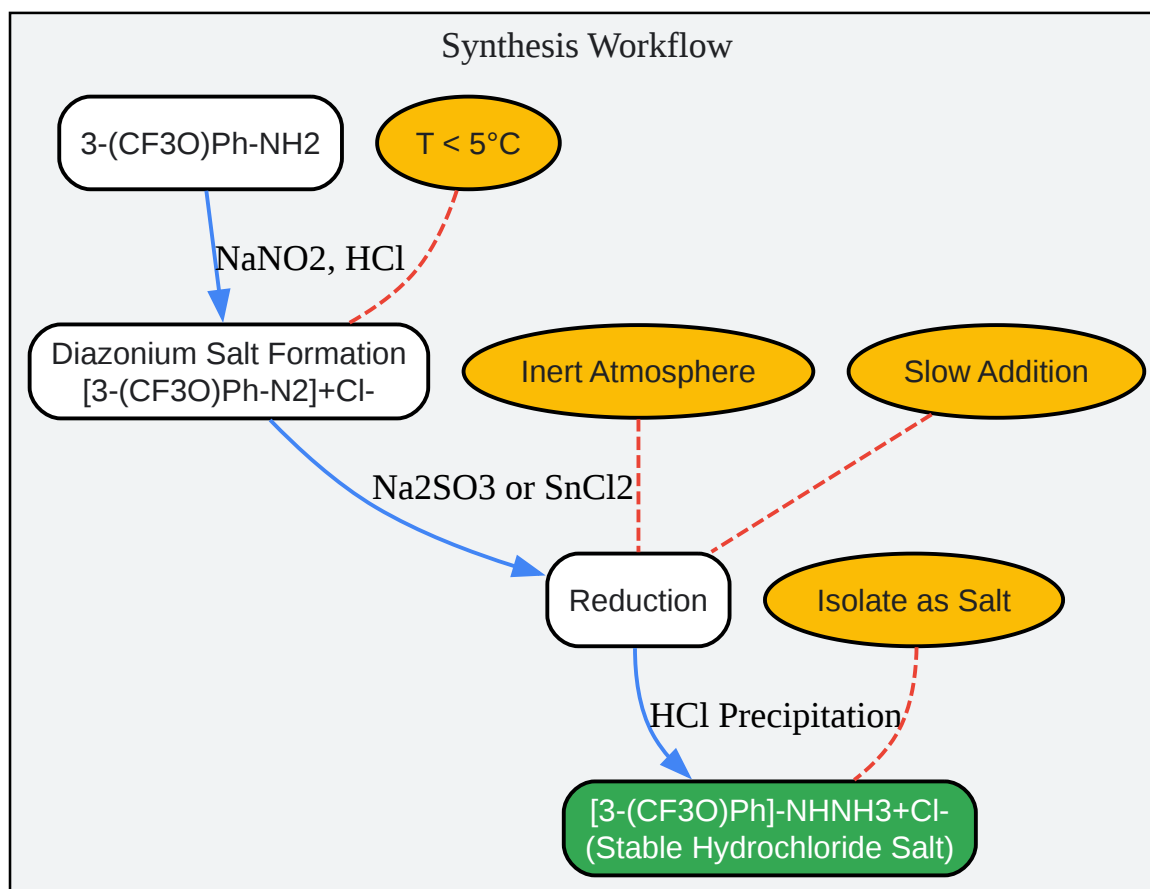 Synthesis Workflow
3-(CF3O)Ph-NH2
T < 5°C
NaNO2, HCl
Diazonium Salt Formation
[3-(CF3O)Ph-N2]+Cl-
Inert Atmosphere
Slow Addition
Na2SO3 or SnCl2
Reduction
Isolate as Salt
HCl Precipitation
[3-(CF3O)Ph]-NHNH3+Cl-
(Stable Hydrochloride Salt)